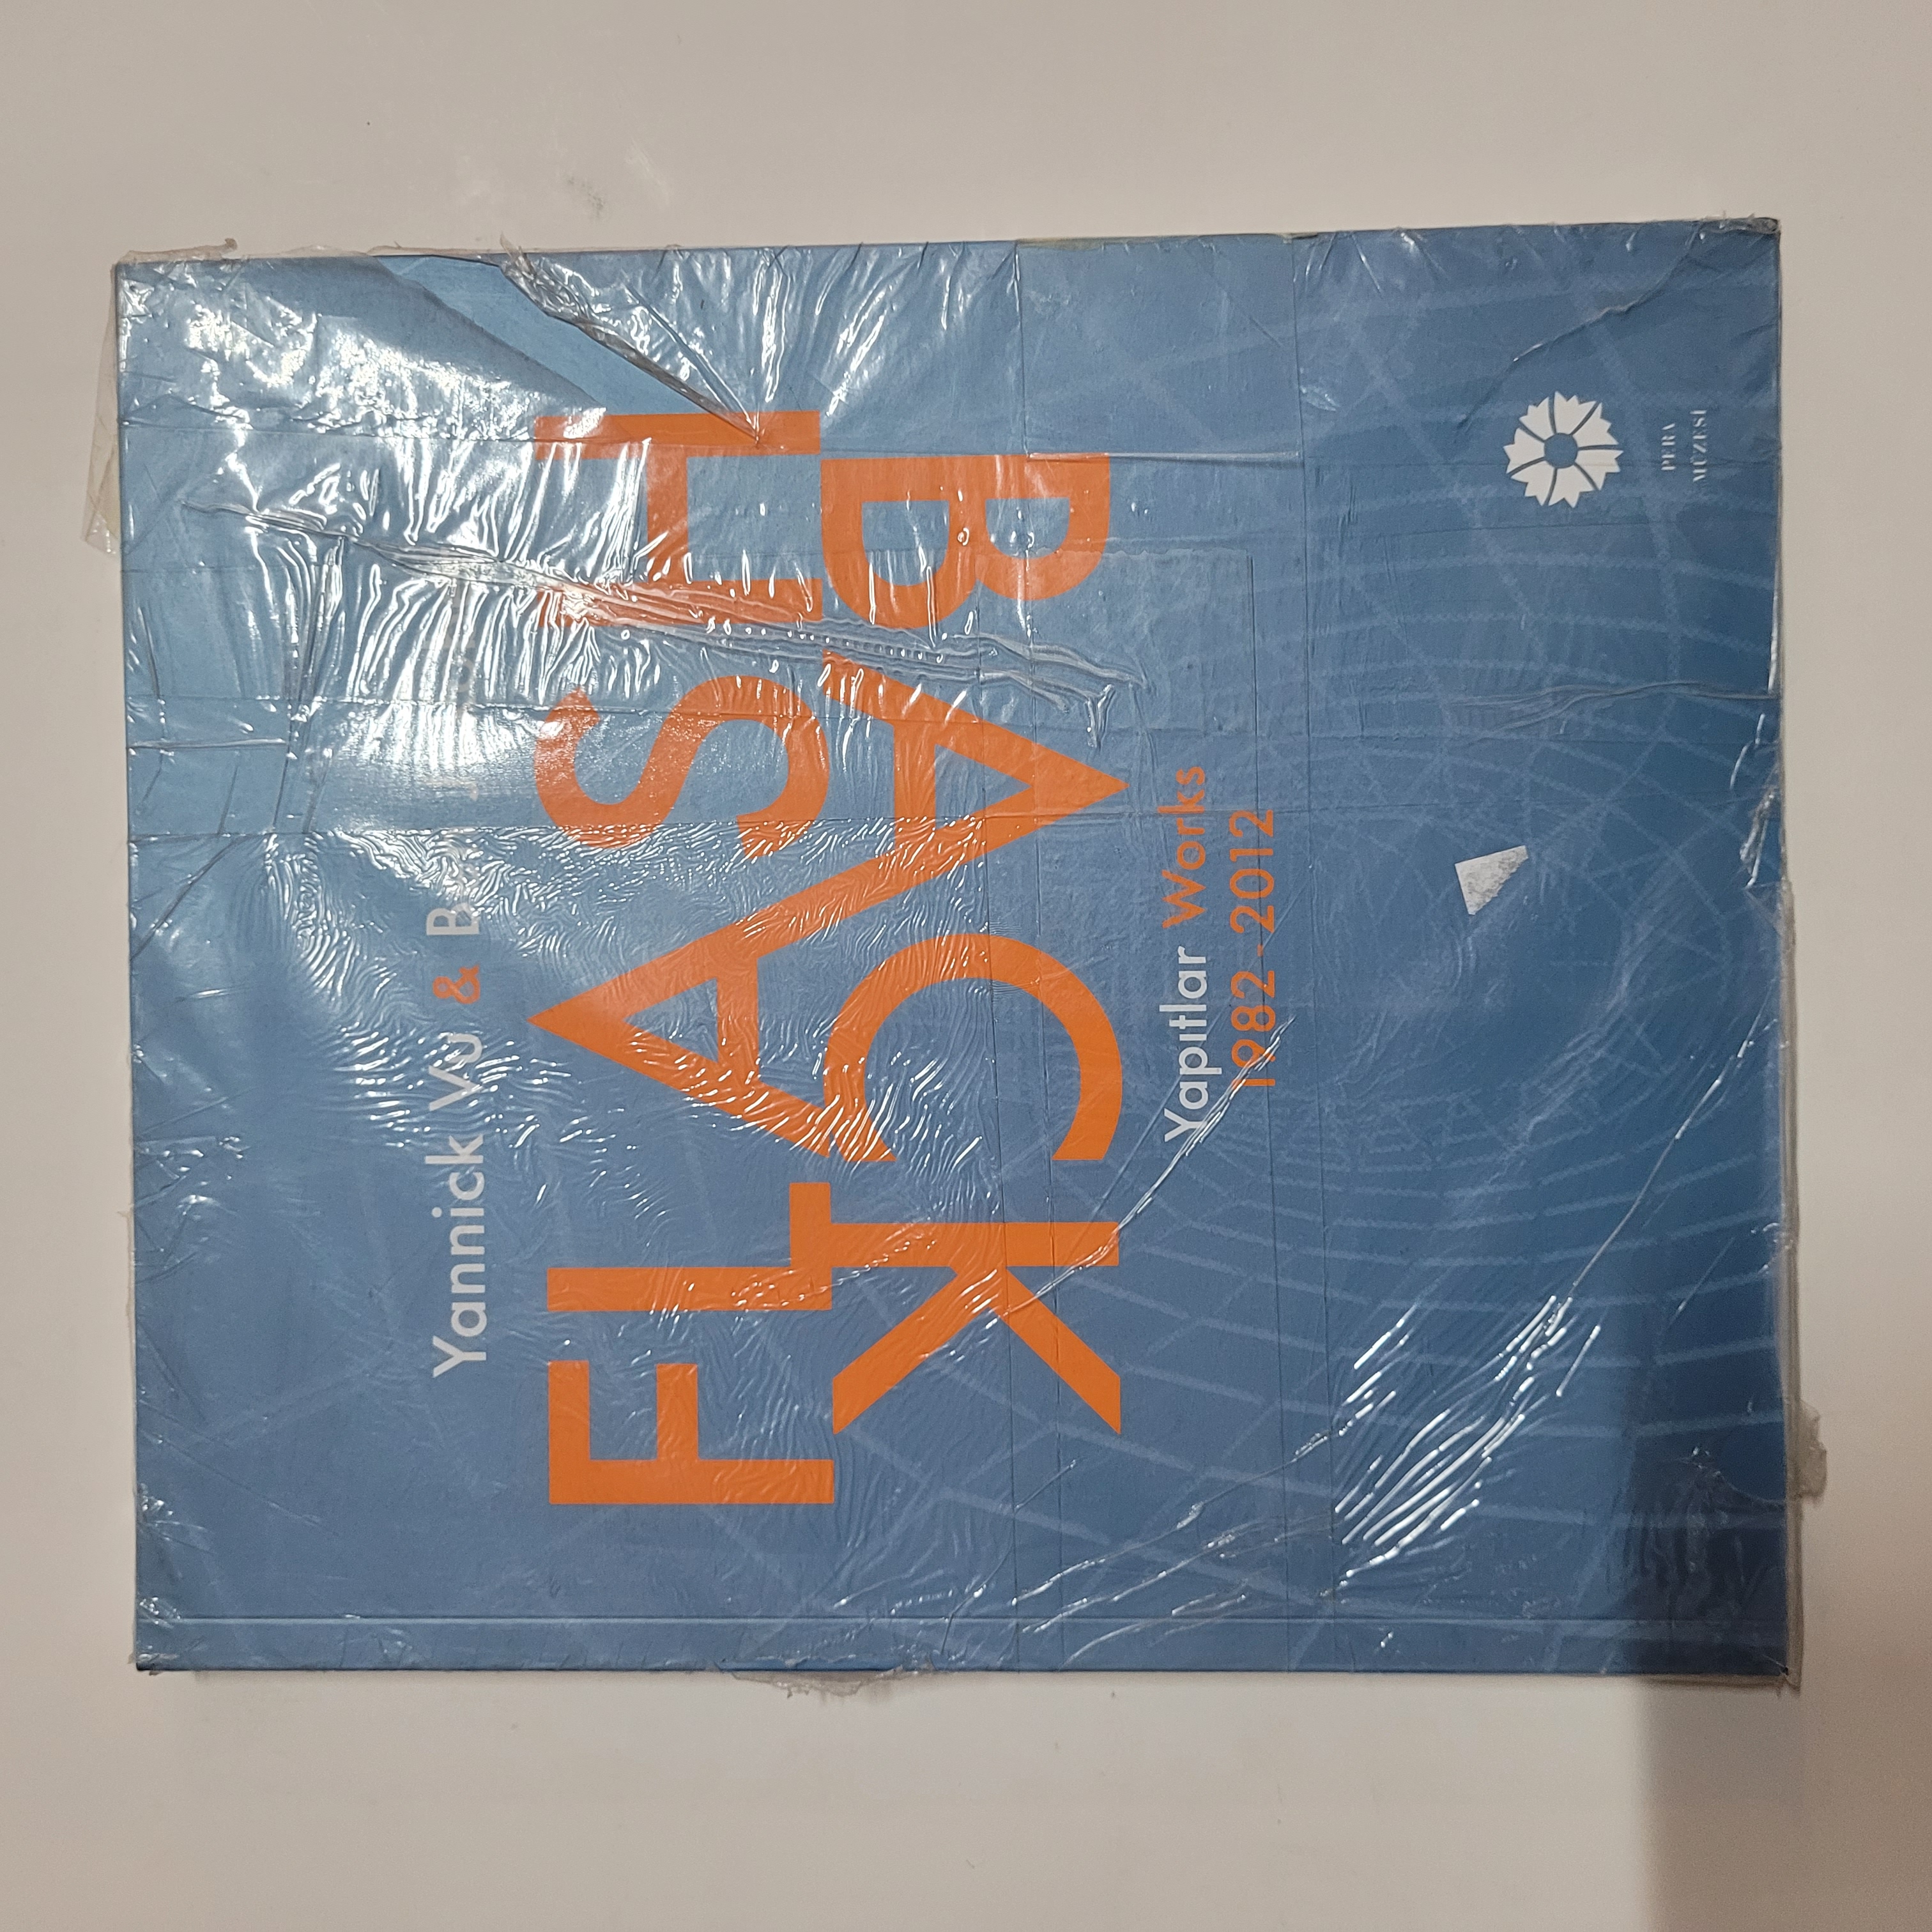 Yannick Vu & B
FLASH
BACK
Yapıtlar Works
1982-2012
PERA
MÜZESİ